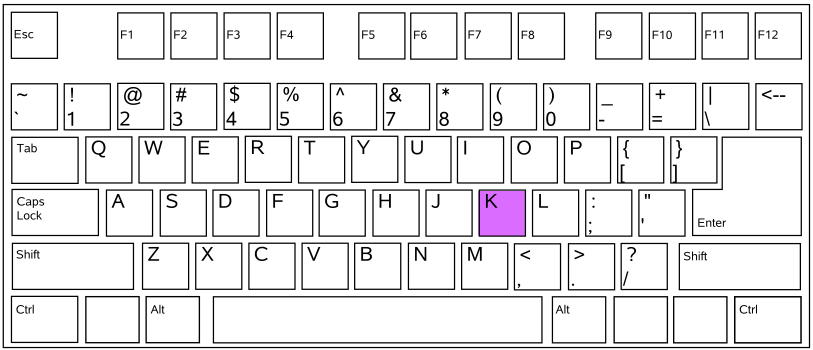 Esc F1 F2 F3 F4 F5 F6 F7 F8 F9 F10 F11 F12
~ ! @ # $ % ^ & * ( ) _ + | <--
` 1 2 3 4 5 6 7 8 9 0 - = \
Tab Q W E R T Y U I O P { }
[ ]
Caps A S D F G H J K L : "
Lock ; ' Enter
Shift Z X C V B N M < > ? Shift
, . /
Ctrl Alt Alt Ctrl